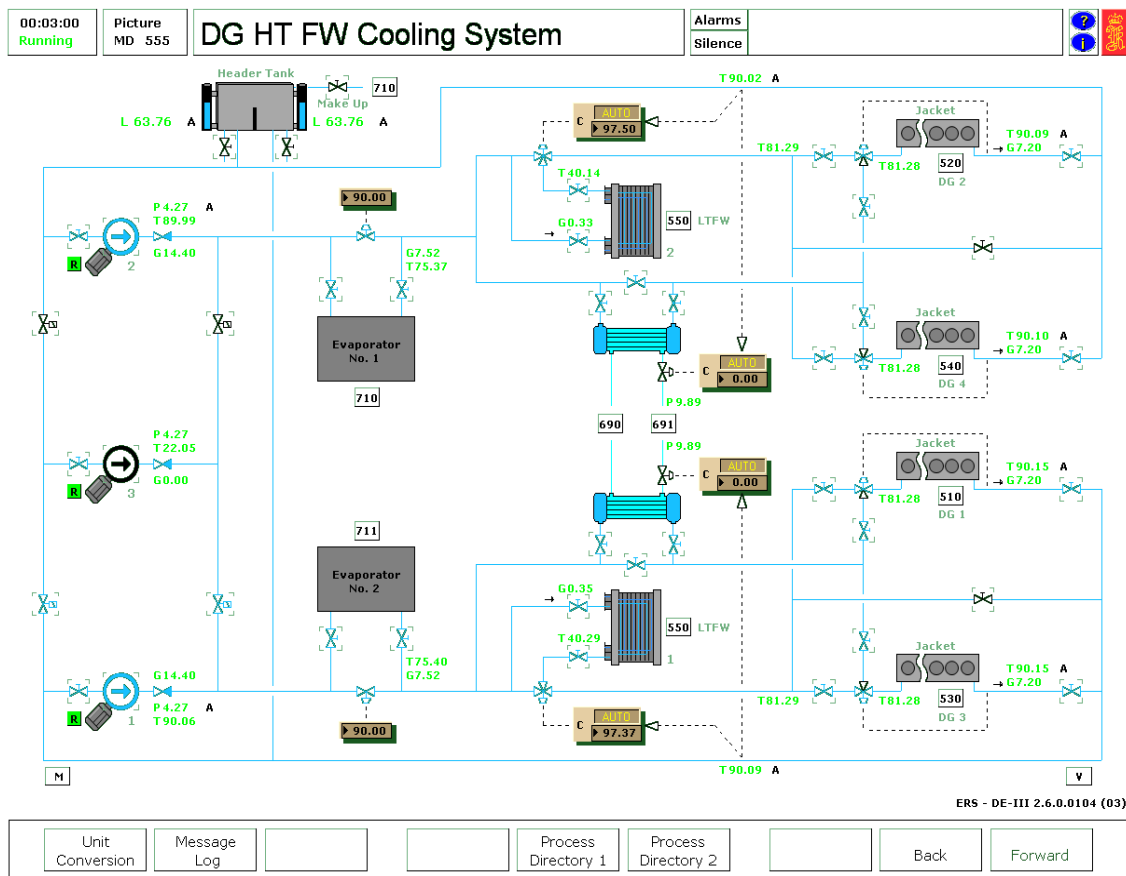 00:03:00
Running
Picture
MD 555
DG HT FW Cooling System
Alarms
Silence
?
i
Header Tank
Make Up
710
L 63.76 A
L 63.76 A
T90.02 A
C AUTO
97.50
T81.29
Jacket
520
DG 2
T81.28
T90.09 A
G7.20
T40.14
G0.33
550 LTFW
2
90.00
P4.27 A
T89.99
G14.40
R
2
G7.52
T75.37
Evaporator
No. 1
710
C AUTO
0.00
P9.89
Jacket
540
DG 4
T81.28
T90.10 A
G7.20
690
691
P4.27
T22.05
G0.00
R
3
P9.89
C AUTO
0.00
Jacket
510
DG 1
T81.28
T90.15 A
G7.20
711
Evaporator
No. 2
G0.35
T40.29
550 LTFW
1
T75.40
G7.52
G14.40
P4.27 A
T90.06
R
1
90.00
C AUTO
97.37
T81.29
Jacket
530
DG 3
T81.28
T90.15 A
G7.20
T90.09 A
M
V
ERS - DE-III 2.6.0.0104 (03)
Unit
Conversion
Message
Log
Process
Directory 1
Process
Directory 2
Back
Forward